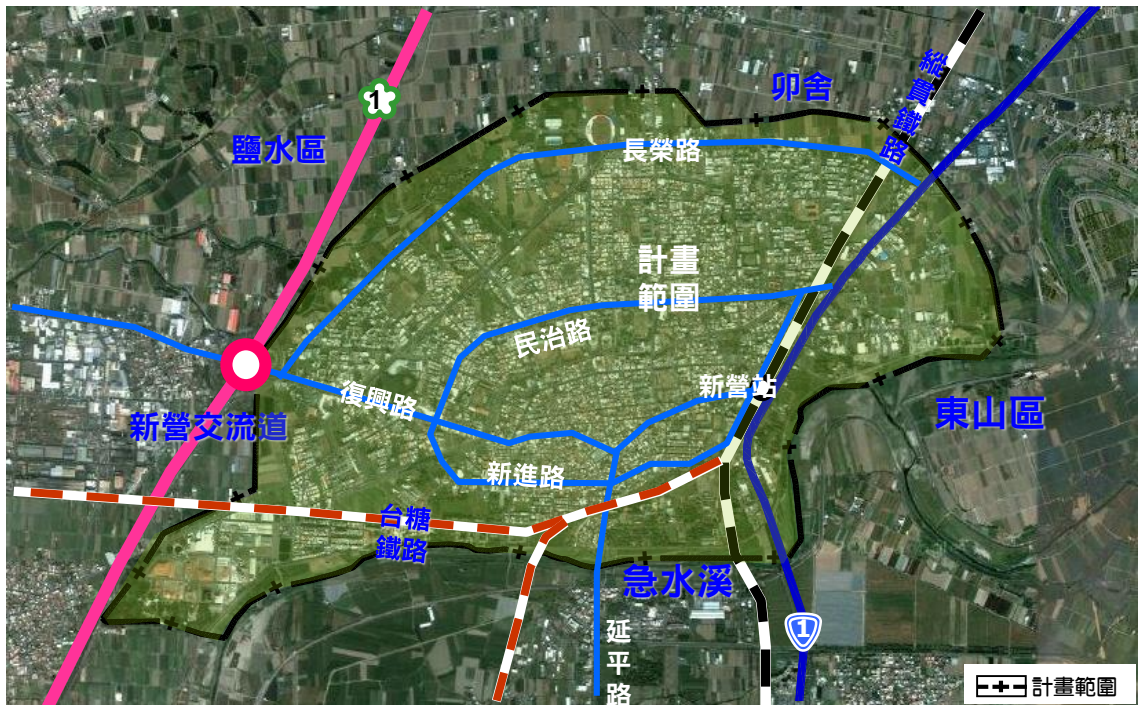 卯舍
縱貫鐵路
1
鹽水區
長榮路
計畫
範圍
民治路
新營站
復興路
東山區
新營交流道
新進路
台糖
鐵路
急水溪
1
延平路
計畫範圍